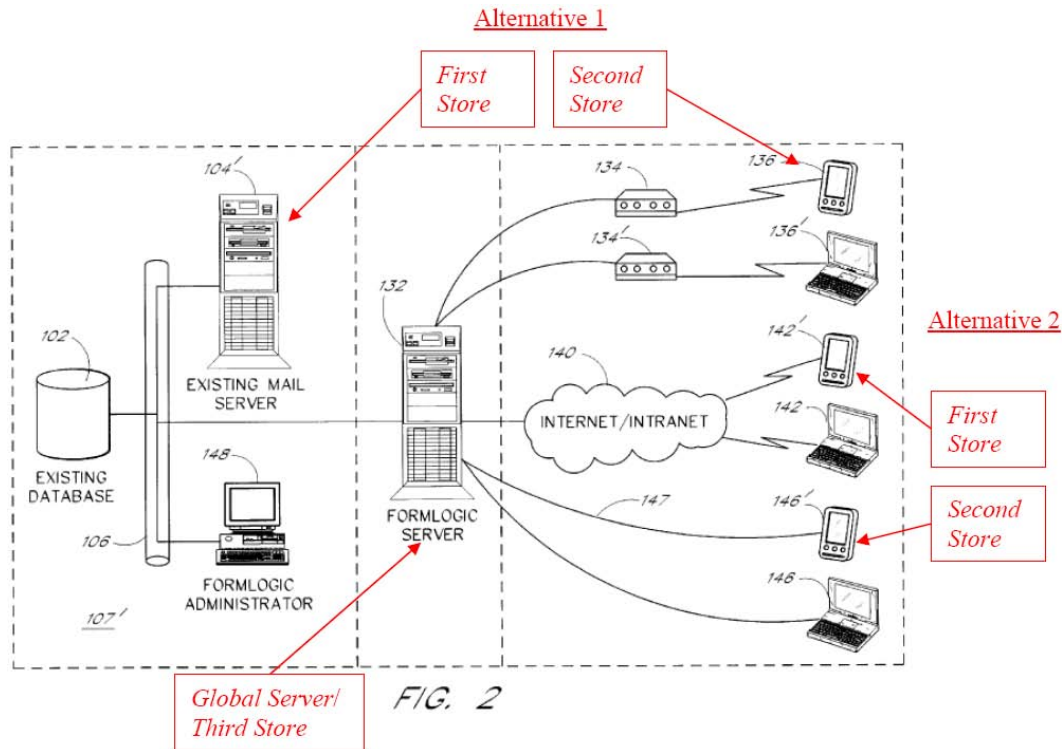 Alternative 1
First
Store
Second
Store
104'
134
136
134'
136'
132
102
142'
Alternative 2
EXISTING MAIL
SERVER
140
INTERNET/INTRANET
142
First
Store
EXISTING
DATABASE
148
FORMLOGIC
SERVER
147
146'
Second
Store
106
FORMLOGIC
ADMINISTRATOR
146
107'
Global Server/
Third Store
FIG. 2